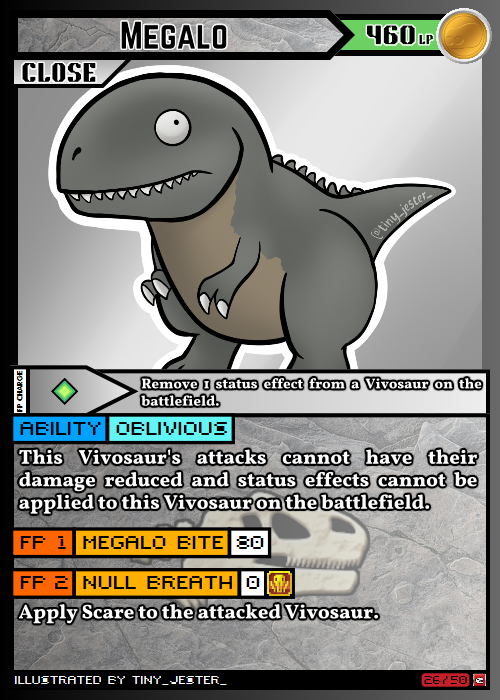 MEGALO
460 LP
CLOSE
@tiny_jester_
FP CHARGE
Remove 1 status effect from a Vivosaur on the
battlefield.
ABILITY OBLIVIOUS
This Vivosaur's attacks cannot have their
damage reduced and status effects cannot be
applied to this Vivosaur on the battlefield.
FP 1 MEGALO BITE 80
FP 2 NULL BREATH 0
Apply Scare to the attacked Vivosaur.
ILLUSTRATED BY TINY_JESTER_
26/50